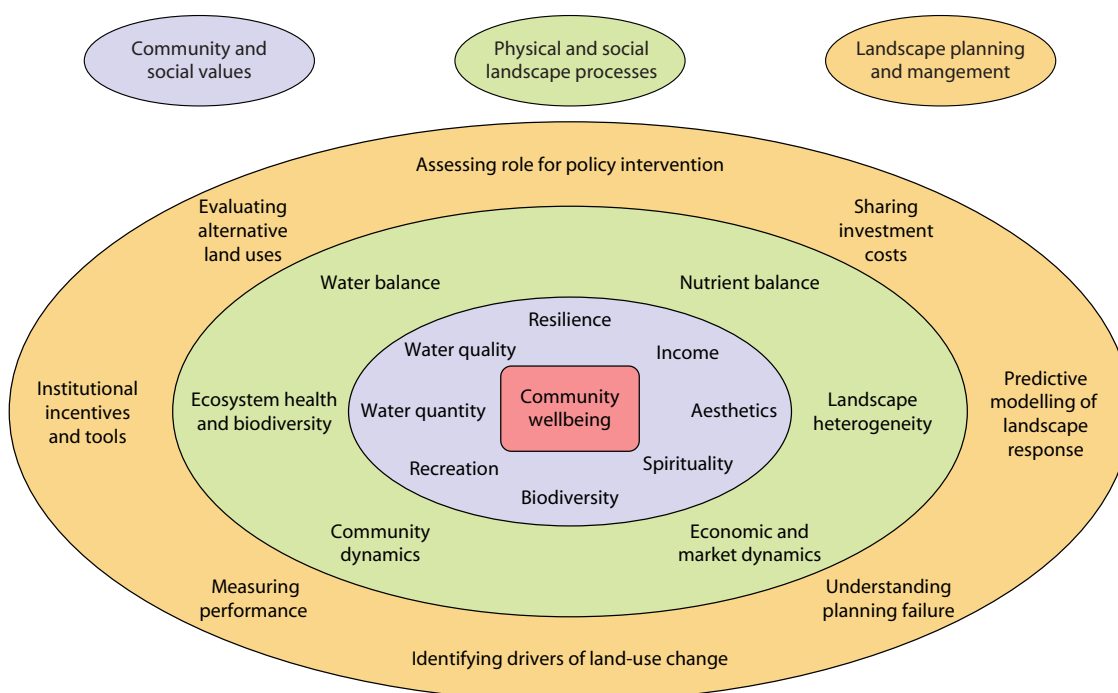 Community and
social values
Physical and social
landscape processes
Landscape planning
and mangement
Assessing role for policy intervention
Evaluating
alternative
land uses
Sharing
investment
costs
Water balance
Nutrient balance
Resilience
Water quality
Income
Institutional
incentives
and tools
Ecosystem health
and biodiversity
Water quantity
Community
wellbeing
Aesthetics
Landscape
heterogeneity
Predictive
modelling of
landscape
response
Recreation
Spirituality
Biodiversity
Community
dynamics
Economic and
market dynamics
Measuring
performance
Understanding
planning failure
Identifying drivers of land-use change